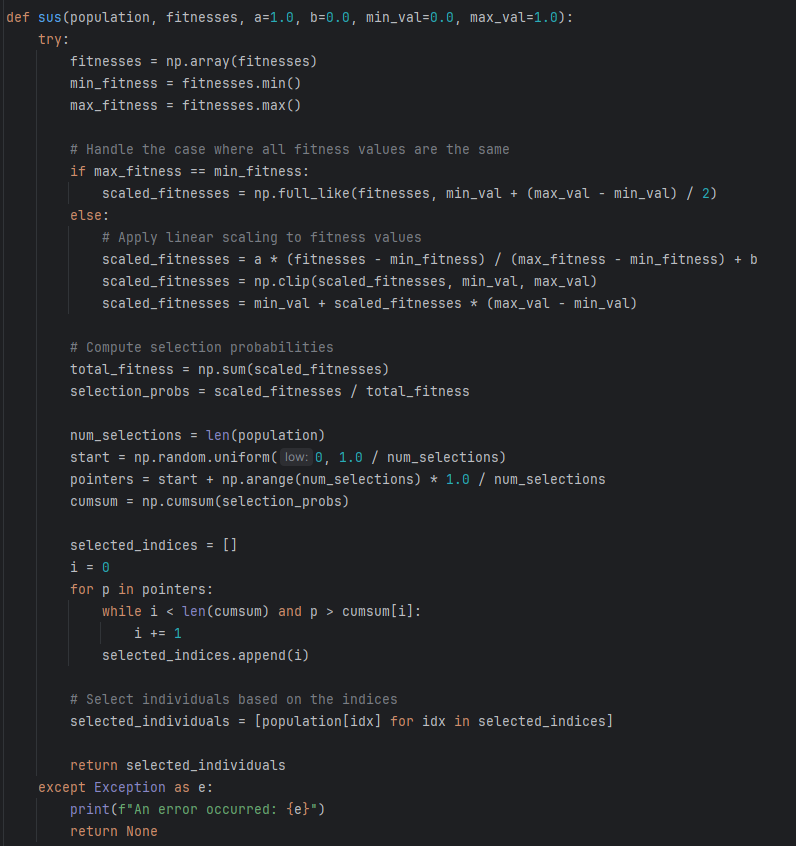 def sus(population, fitnesses, a=1.0, b=0.0, min_val=0.0, max_val=1.0):
    try:
        fitnesses = np.array(fitnesses)
        min_fitness = fitnesses.min()
        max_fitness = fitnesses.max()

        # Handle the case where all fitness values are the same
        if max_fitness == min_fitness:
            scaled_fitnesses = np.full_like(fitnesses, min_val + (max_val - min_val) / 2)
        else:
            # Apply linear scaling to fitness values
            scaled_fitnesses = a * (fitnesses - min_fitness) / (max_fitness - min_fitness) + b
            scaled_fitnesses = np.clip(scaled_fitnesses, min_val, max_val)
            scaled_fitnesses = min_val + scaled_fitnesses * (max_val - min_val)

        # Compute selection probabilities
        total_fitness = np.sum(scaled_fitnesses)
        selection_probs = scaled_fitnesses / total_fitness

        num_selections = len(population)
        start = np.random.uniform( low: 0, 1.0 / num_selections)
        pointers = start + np.arange(num_selections) * 1.0 / num_selections
        cumsum = np.cumsum(selection_probs)

        selected_indices = []
        i = 0
        for p in pointers:
            while i < len(cumsum) and p > cumsum[i]:
                i += 1
            selected_indices.append(i)

        # Select individuals based on the indices
        selected_individuals = [population[idx] for idx in selected_indices]

        return selected_individuals
    except Exception as e:
        print(f"An error occurred: {e}")
        return None